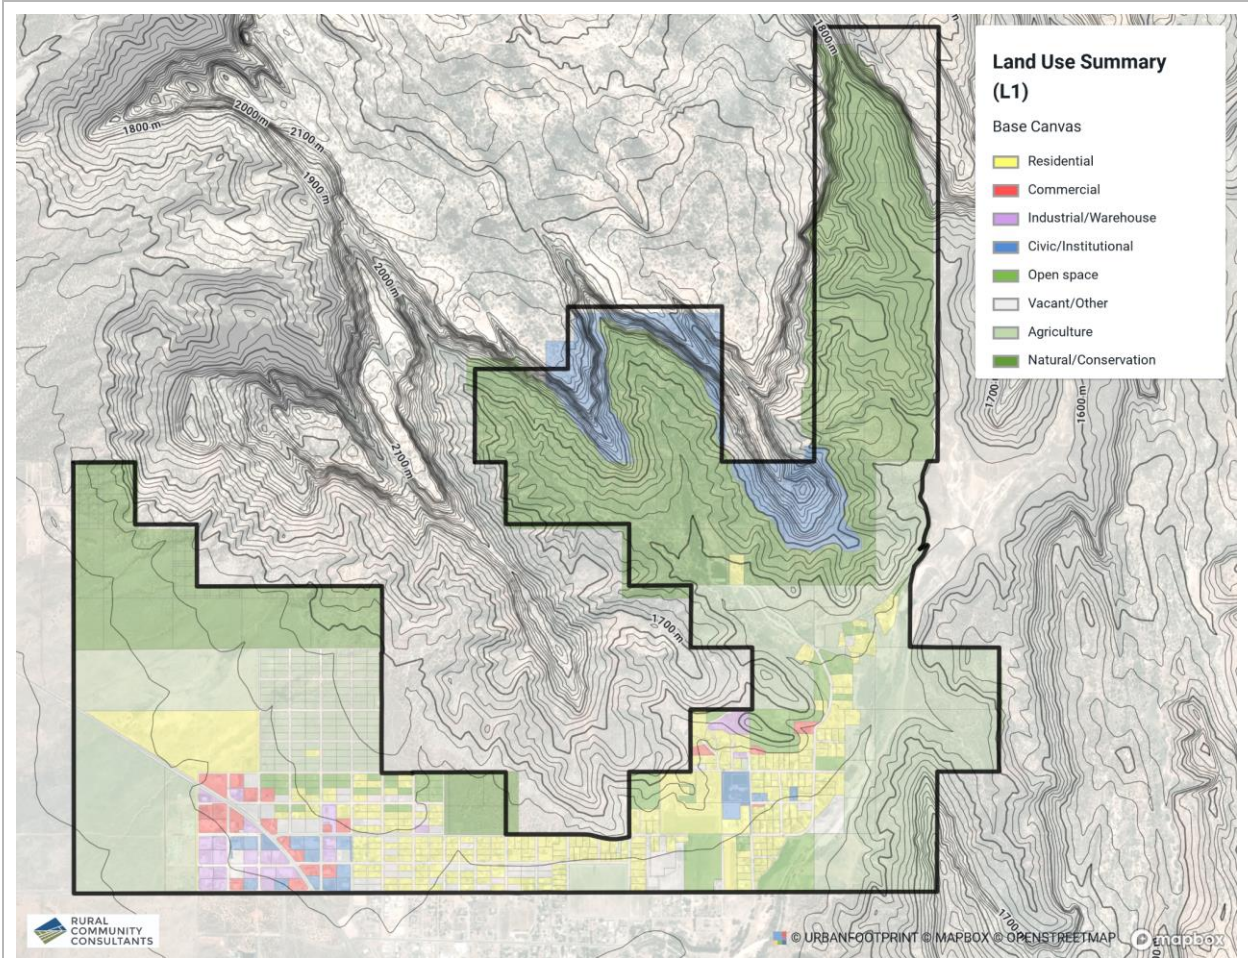 1800 m
Land Use Summary
(L1)
Base Canvas
Residential
Commercial
Industrial/Warehouse
Civic/Institutional
Open space
Vacant/Other
Agriculture
Natural/Conservation
2000 m
2100 m
1800 m
1900 m
2000 m
1700 m
1600 m
2100 m
1700 m
RURAL
COMMUNITY
CONSULTANTS
© URBANFOOTPRINT © MAPBOX © OPENSTREETMAP
mapbox